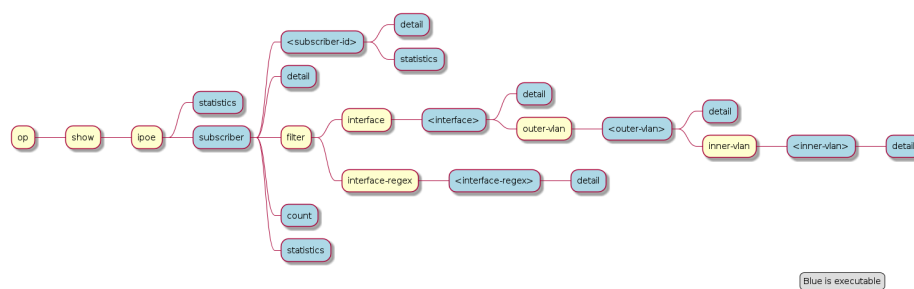 detail
<subscriber-id>
statistics
detail
detail
statistics
interface
<interface>
detail
op
show
ipoe
subscriber
filter
outer-vlan
<outer-vlan>
inner-vlan
<inner-vlan>
detail
interface-regex
<interface-regex>
detail
count
statistics
Blue is executable